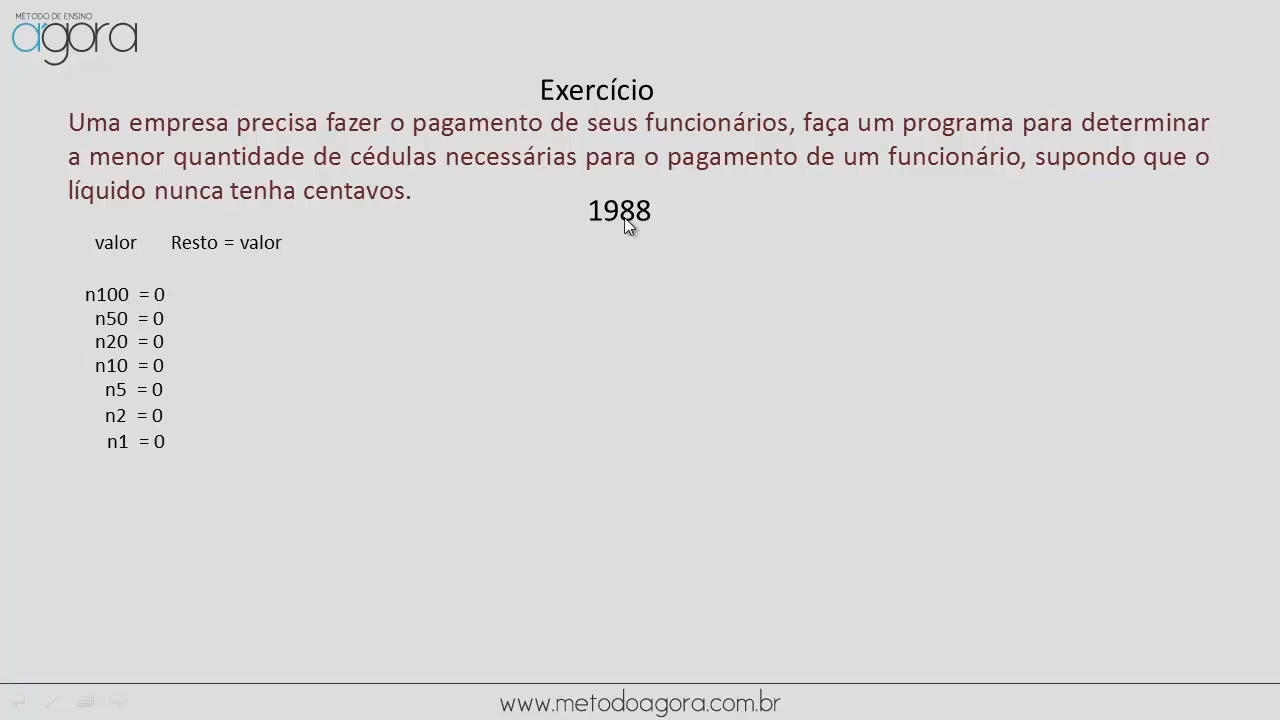 MÉTODO DE ENSINO
agora
Exercício
Uma empresa precisa fazer o pagamento de seus funcionários, faça um programa para determinar
a menor quantidade de cédulas necessárias para o pagamento de um funcionário, supondo que o
líquido nunca tenha centavos.
1988
valor Resto = valor
n100 = 0
n50 = 0
n20 = 0
n10 = 0
n5 = 0
n2 = 0
n1 = 0
www.metodoagora.com.br